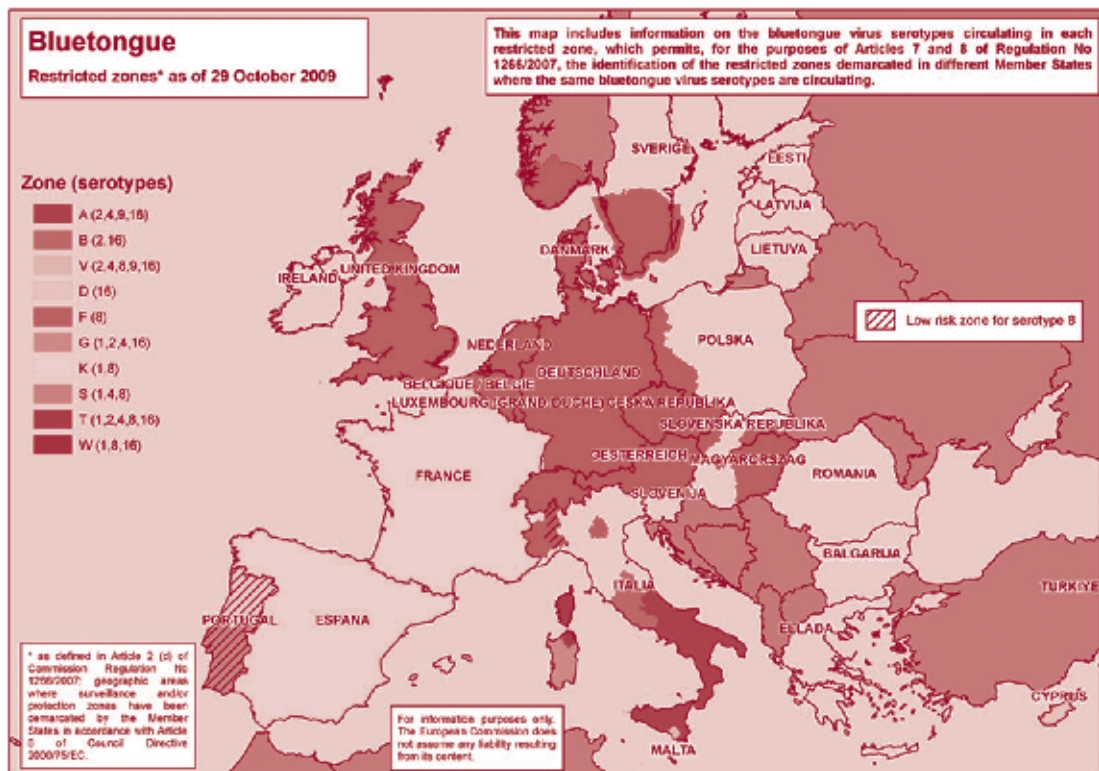 Bluetongue
Restricted zones* as of 29 October 2009
This map includes information on the bluetongue virus serotypes circulating in each
restricted zone, which permits, for the purposes of Articles 7 and 8 of Regulation No
1266/2007, the identification of the restricted zones demarcated in different Member States
where the same bluetongue virus serotypes are circulating.
Zone (serotypes)
A (2,4,9,16)
B (2,16)
V (2,4,8,9,16)
D (16)
F (8)
G (1,2,4,16)
K (1,8)
S (1,4,8)
T (1,2,4,8,16)
W (1,8,16)
Low risk zone for serotype 8
SVERIGE
EESTI
LATVIJA
LIETUVA
DANMARK
UNITED KINGDOM
IRELAND
NEDERLAND
POLSKA
DEUTSCHLAND
BELGIQUE / BELGIE
LUXEMBOURG (GRAND-DUCHE)
CESKA REPUBLIKA
SLOVENSKA REPUBLIKA
OESTERREICH
MAGYARORSZAG
FRANCE
SLOVENIJA
ROMANIA
BALGARIJA
ITALIA
TURKIYE
PORTUGAL
ESPANA
ELLADA
CYPRUS
MALTA
* as defined in Article 2 (d) of
Commission Regulation No
1266/2007: geographic areas
where surveillance and/or
protection zones have been
demarcated by the Member
States in accordance with Article
8 of Council Directive
2000/75/EC.
For information purposes only.
The European Commission does
not assume any liability resulting
from its content.